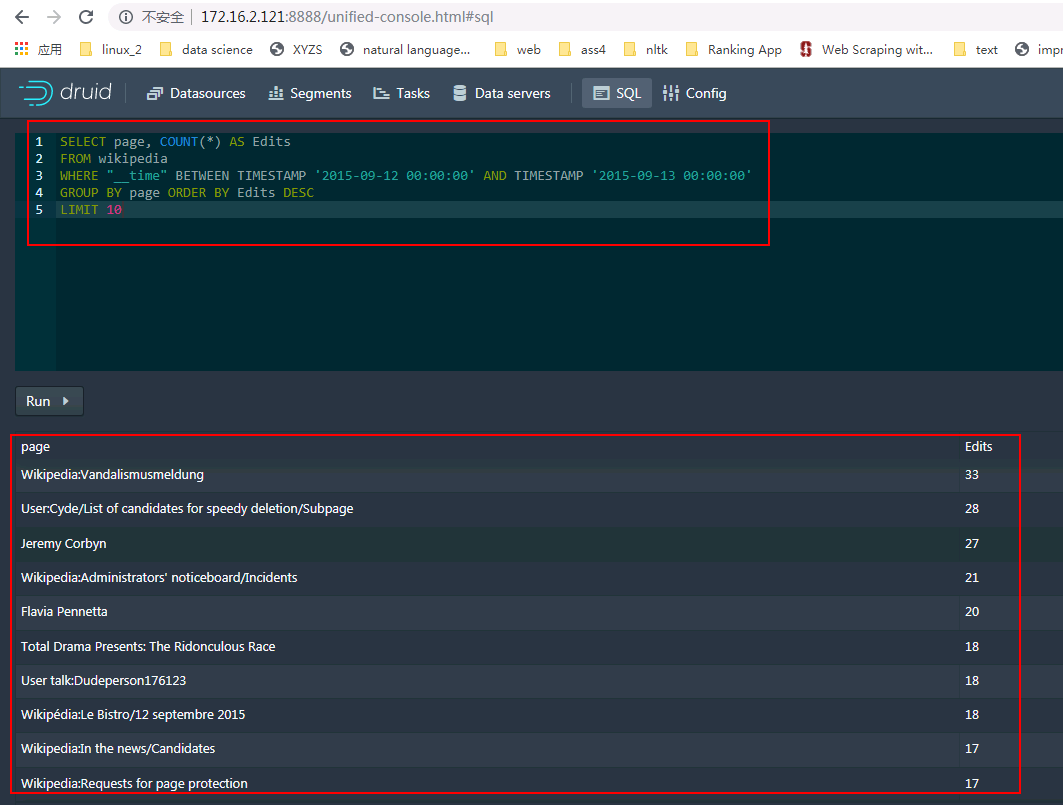 不安全 172.16.2.121:8888/unified-console.html#sql
应用 linux_2 data science XYZS natural language... web ass4 nltk Ranking App Web Scraping wit... text impr
druid Datasources Segments Tasks Data servers SQL Config
1 SELECT page, COUNT(*) AS Edits
2 FROM wikipedia
3 WHERE "__time" BETWEEN TIMESTAMP '2015-09-12 00:00:00' AND TIMESTAMP '2015-09-13 00:00:00'
4 GROUP BY page ORDER BY Edits DESC
5 LIMIT 10
Run
page Edits
Wikipedia:Vandalismusmeldung 33
User:Cyde/List of candidates for speedy deletion/Subpage 28
Jeremy Corbyn 27
Wikipedia:Administrators' noticeboard/Incidents 21
Flavia Pennetta 20
Total Drama Presents: The Ridonculous Race 18
User talk:Dudeperson176123 18
Wikipédia:Le Bistro/12 septembre 2015 18
Wikipedia:In the news/Candidates 17
Wikipedia:Requests for page protection 17